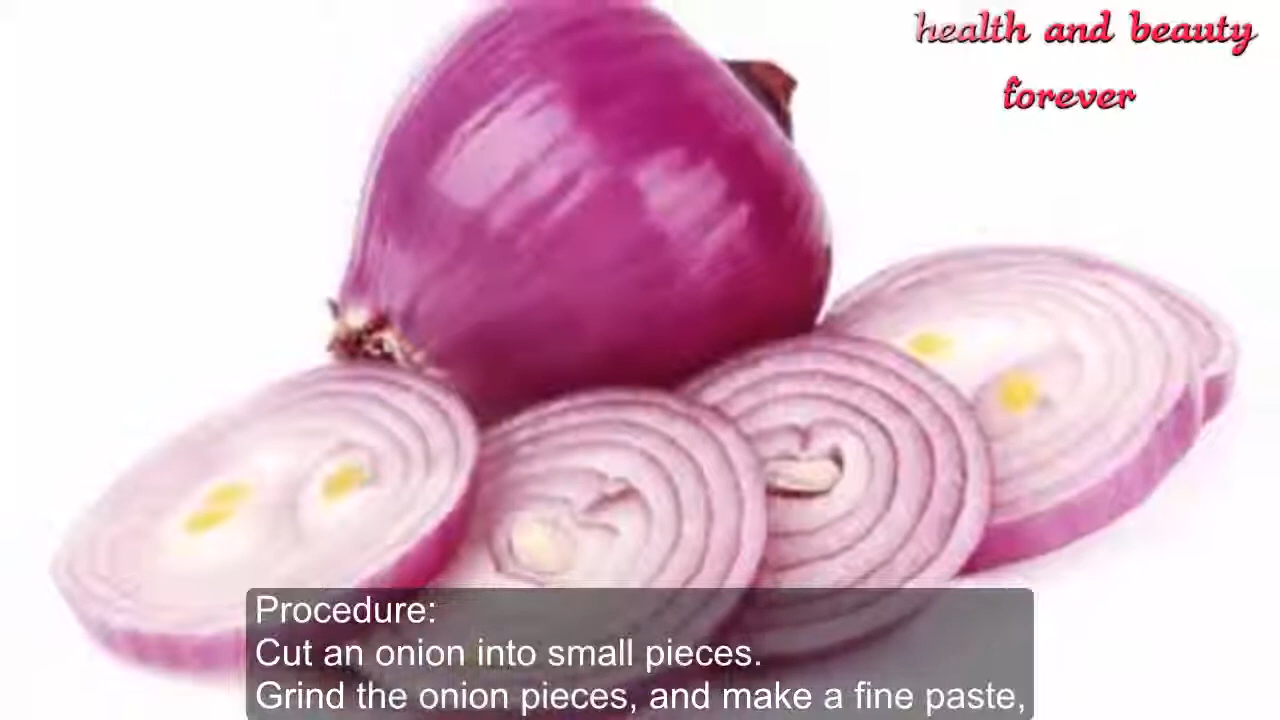 health and beauty
forever
Procedure:
Cut an onion into small pieces.
Grind the onion pieces, and make a fine paste,